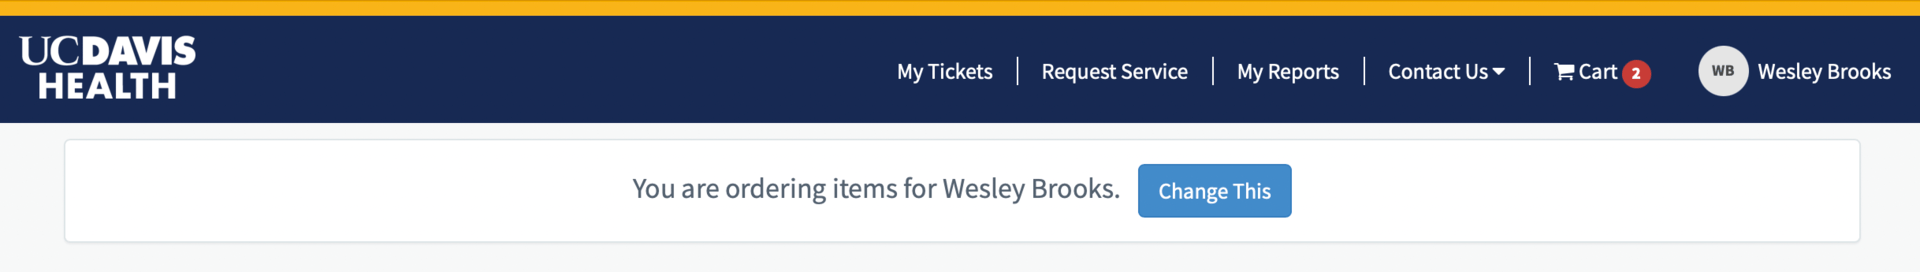 UCDAVIS
HEALTH
My Tickets
Request Service
My Reports
Contact Us
Cart 2
WB
Wesley Brooks
You are ordering items for Wesley Brooks.
Change This